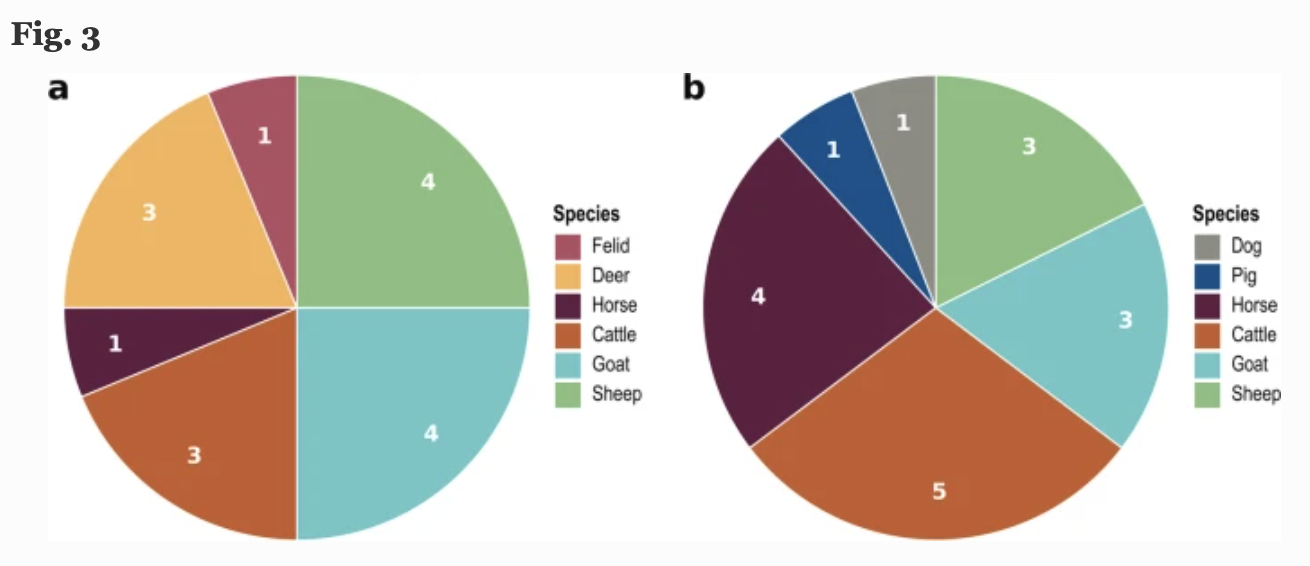 Fig. 3
a
4
4
3
1
3
1
Species
Felid
Deer
Horse
Cattle
Goat
Sheep
b
3
3
5
4
1
1
Species
Dog
Pig
Horse
Cattle
Goat
Sheep